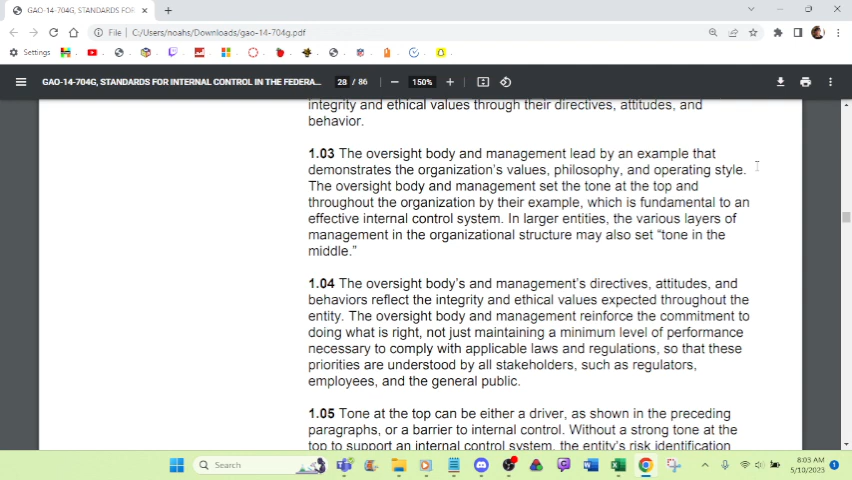 GAO-14-704G, STANDARDS FOR
File
C:/Users/noahs/Downloads/gao-14-704g.pdf
Settings
GAO-14-704G, STANDARDS FOR INTERNAL CONTROL IN THE FEDERA...
28 / 86
150%
integrity and ethical values through their directives, attitudes, and
behavior.
1.03 The oversight body and management lead by an example that
demonstrates the organization's values, philosophy, and operating style.
The oversight body and management set the tone at the top and
throughout the organization by their example, which is fundamental to an
effective internal control system. In larger entities, the various layers of
management in the organizational structure may also set “tone in the
middle.”
1.04 The oversight body's and management's directives, attitudes, and
behaviors reflect the integrity and ethical values expected throughout the
entity. The oversight body and management reinforce the commitment to
doing what is right, not just maintaining a minimum level of performance
necessary to comply with applicable laws and regulations, so that these
priorities are understood by all stakeholders, such as regulators,
employees, and the general public.
1.05 Tone at the top can be either a driver, as shown in the preceding
paragraphs, or a barrier to internal control. Without a strong tone at the
top to support an internal control system, the entity's risk identification
Search
8:03 AM
5/10/2023